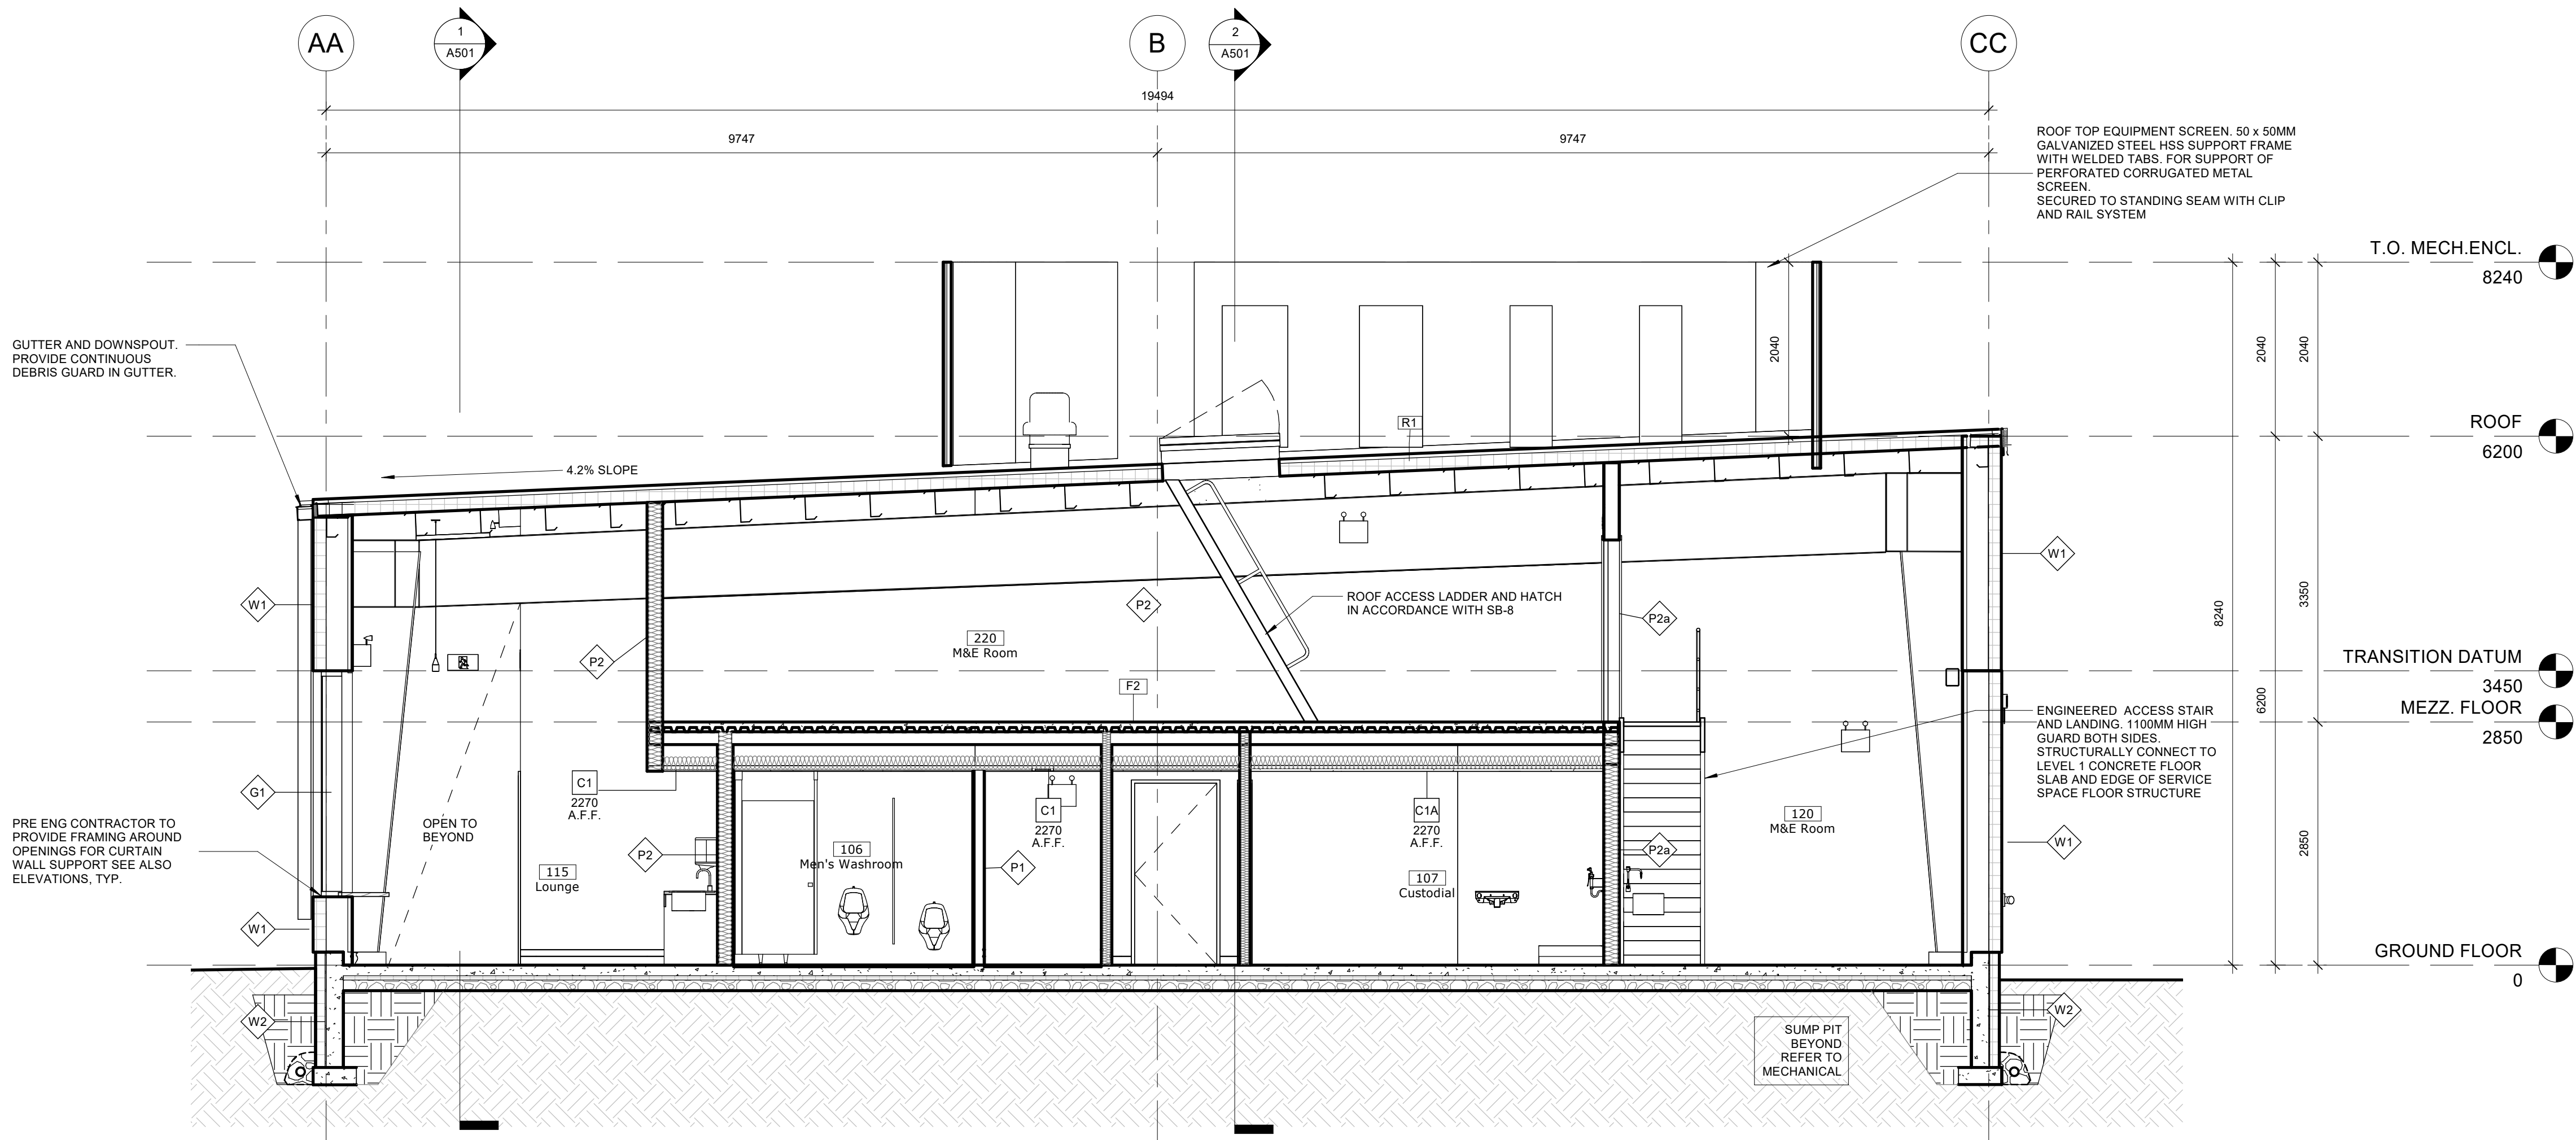 AA
1
A501
B
2
A501
CC
19494
9747
9747
ROOF TOP EQUIPMENT SCREEN. 50 x 50MM
GALVANIZED STEEL HSS SUPPORT FRAME
WITH WELDED TABS. FOR SUPPORT OF
PERFORATED CORRUGATED METAL
SCREEN.
SECURED TO STANDING SEAM WITH CLIP
AND RAIL SYSTEM
T.O. MECH.ENCL.
8240
GUTTER AND DOWNSPOUT.
PROVIDE CONTINUOUS
DEBRIS GUARD IN GUTTER.
2040
2040
2040
R1
ROOF
6200
4.2% SLOPE
W1
W1
P2
ROOF ACCESS LADDER AND HATCH
IN ACCORDANCE WITH SB-8
P2a
3350
8240
220
M&E Room
P2
F2
TRANSITION DATUM
3450
6200
MEZZ. FLOOR
2850
ENGINEERED ACCESS STAIR
AND LANDING. 1100MM HIGH
GUARD BOTH SIDES.
STRUCTURALLY CONNECT TO
LEVEL 1 CONCRETE FLOOR
SLAB AND EDGE OF SERVICE
SPACE FLOOR STRUCTURE
G1
C1
2270
A.F.F.
C1
2270
A.F.F.
C1A
2270
A.F.F.
120
M&E Room
PRE ENG CONTRACTOR TO
PROVIDE FRAMING AROUND
OPENINGS FOR CURTAIN
WALL SUPPORT SEE ALSO
ELEVATIONS, TYP.
OPEN TO
BEYOND
P2
106
Men's Washroom
P1
P2a
W1
2850
115
Lounge
107
Custodial
W1
GROUND FLOOR
0
W2
W2
SUMP PIT
BEYOND
REFER TO
MECHANICAL